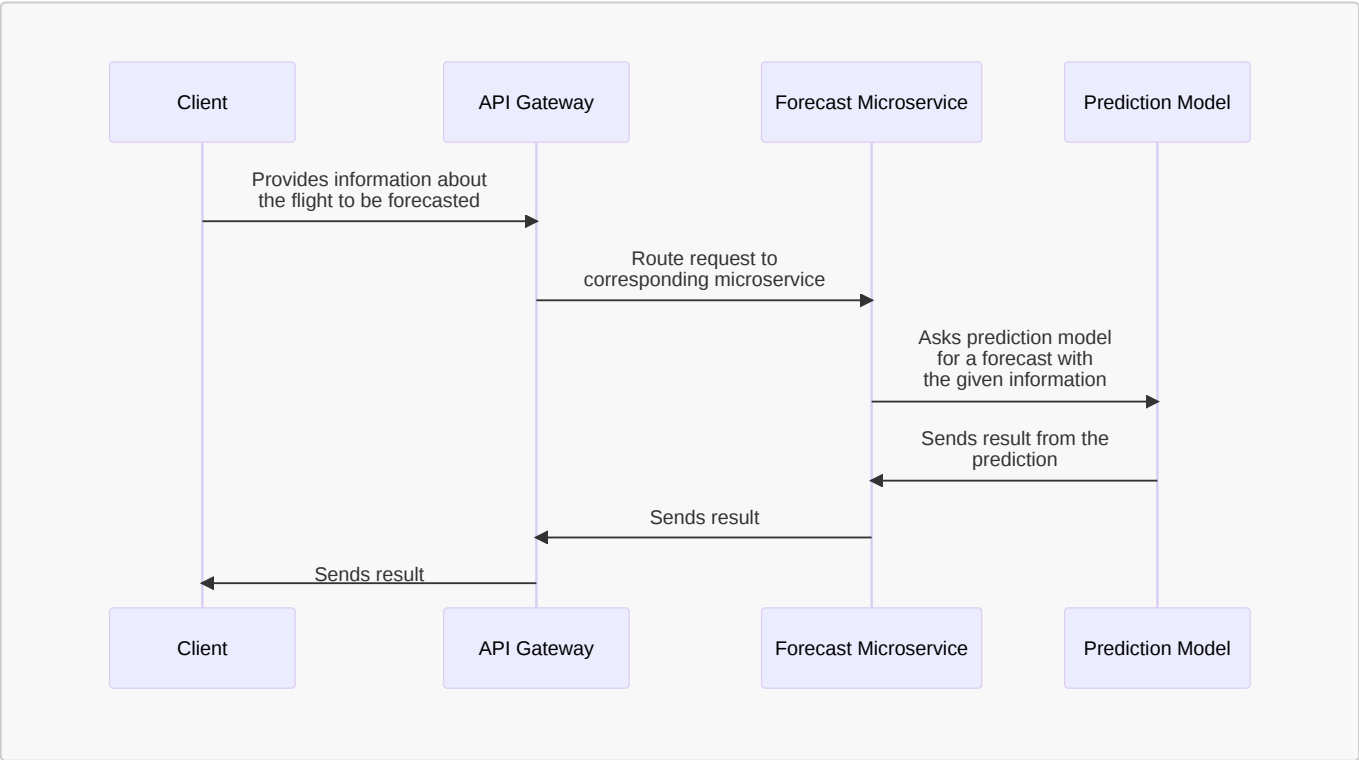 Client
API Gateway
Forecast Microservice
Prediction Model
Provides information about
the flight to be forecasted
Route request to
corresponding microservice
Asks prediction model
for a forecast with
the given information
Sends result from the
prediction
Sends result
Sends result
Client
API Gateway
Forecast Microservice
Prediction Model